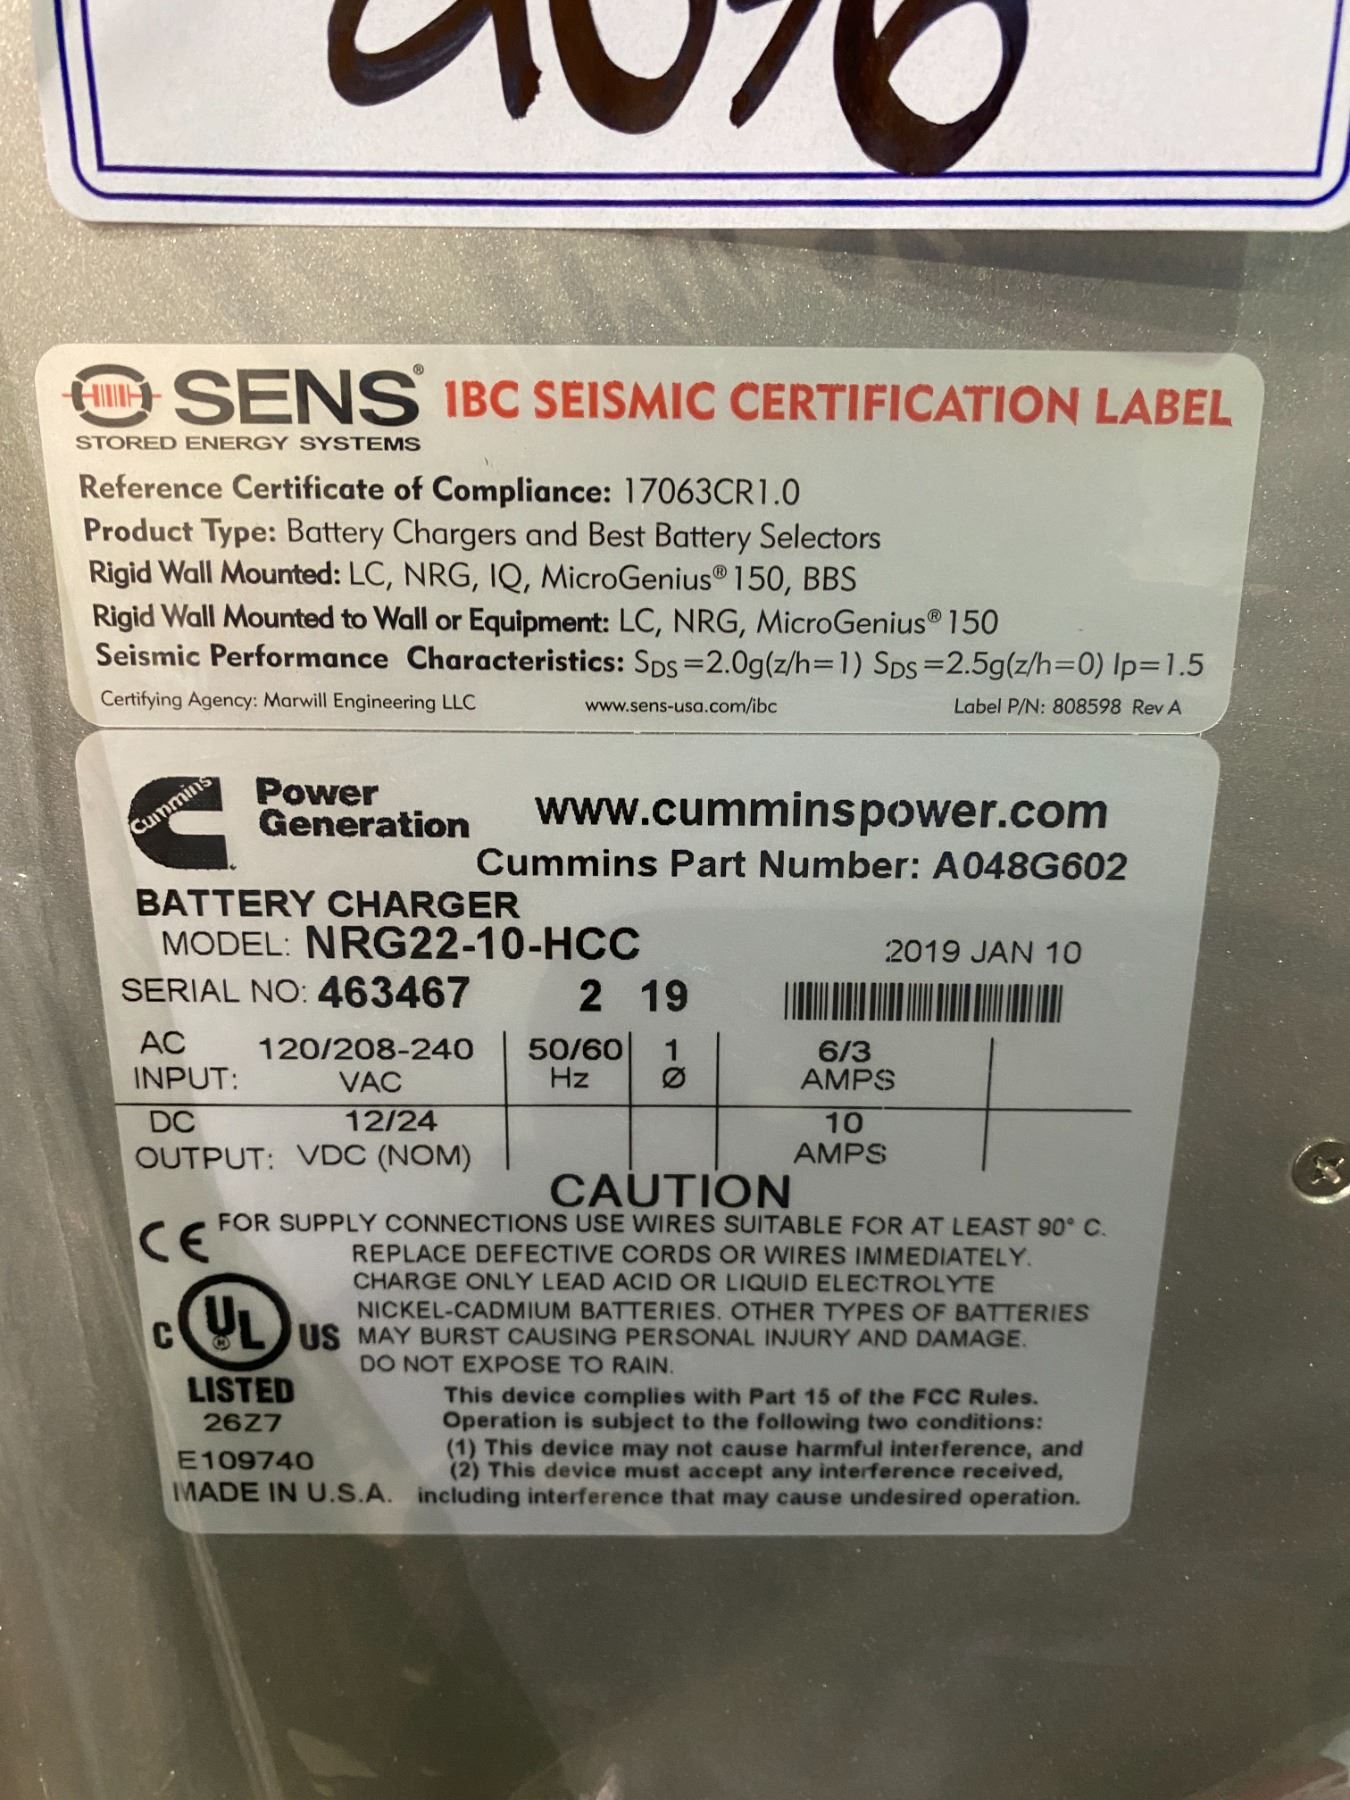 SENS® IBC SEISMIC CERTIFICATION LABEL
STORED ENERGY SYSTEMS
Reference Certificate of Compliance: 17063CR1.0
Product Type: Battery Chargers and Best Battery Selectors
Rigid Wall Mounted: LC, NRG, IQ, MicroGenius® 150, BBS
Rigid Wall Mounted to Wall or Equipment: LC, NRG, MicroGenius® 150
Seismic Performance Characteristics: SDS=2.0g(z/h=1) SDS=2.5g(z/h=0) Ip=1.5
Certifying Agency: Marwill Engineering LLC www.sens-usa.com/ibc Label P/N: 808598 Rev A
Cummins Power Generation www.cumminspower.com
Cummins Part Number: A048G602
BATTERY CHARGER
MODEL: NRG22-10-HCC 2019 JAN 10
SERIAL NO: 463467 2 19
AC 120/208-240 50/60 1 6/3
INPUT: VAC Hz Ø AMPS
DC 12/24 10
OUTPUT: VDC (NOM) AMPS
CAUTION
CE FOR SUPPLY CONNECTIONS USE WIRES SUITABLE FOR AT LEAST 90° C.
REPLACE DEFECTIVE CORDS OR WIRES IMMEDIATELY.
CHARGE ONLY LEAD ACID OR LIQUID ELECTROLYTE
NICKEL-CADMIUM BATTERIES. OTHER TYPES OF BATTERIES
C UL® US MAY BURST CAUSING PERSONAL INJURY AND DAMAGE.
DO NOT EXPOSE TO RAIN.
LISTED This device complies with Part 15 of the FCC Rules.
26Z7 Operation is subject to the following two conditions:
E109740 (1) This device may not cause harmful interference, and
(2) This device must accept any interference received,
MADE IN U.S.A. including interference that may cause undesired operation.